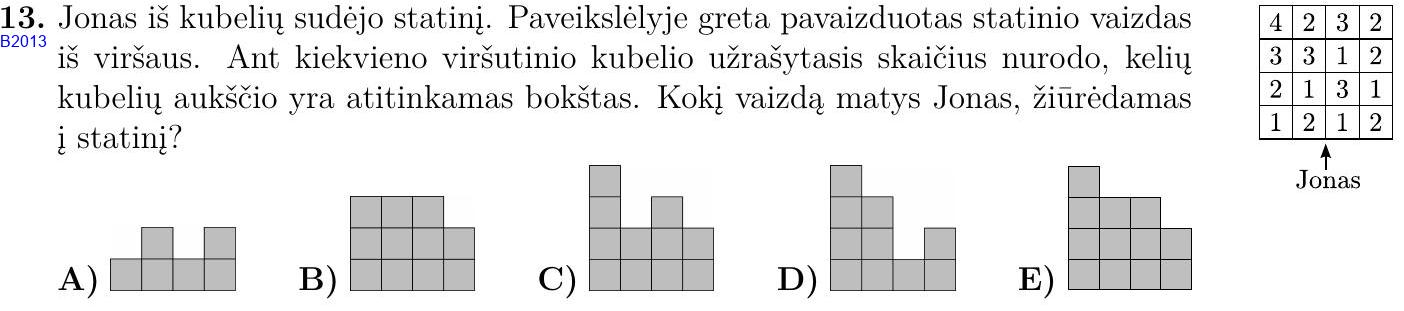 13. Jonas iš kubelių sudėjo statinį. Paveikslėlyje greta pavaizduotas statinio vaizdas
B2013
iš viršaus. Ant kiekvieno viršutinio kubelio užrašytasis skaičius nurodo, kelių
kubelių aukščio yra atitinkamas bokštas. Kokį vaizdą matys Jonas, žiūrėdamas
į statinį?
4 2 3 2
3 3 1 2
2 1 3 1
1 2 1 2
Jonas
A) B) C) D) E)